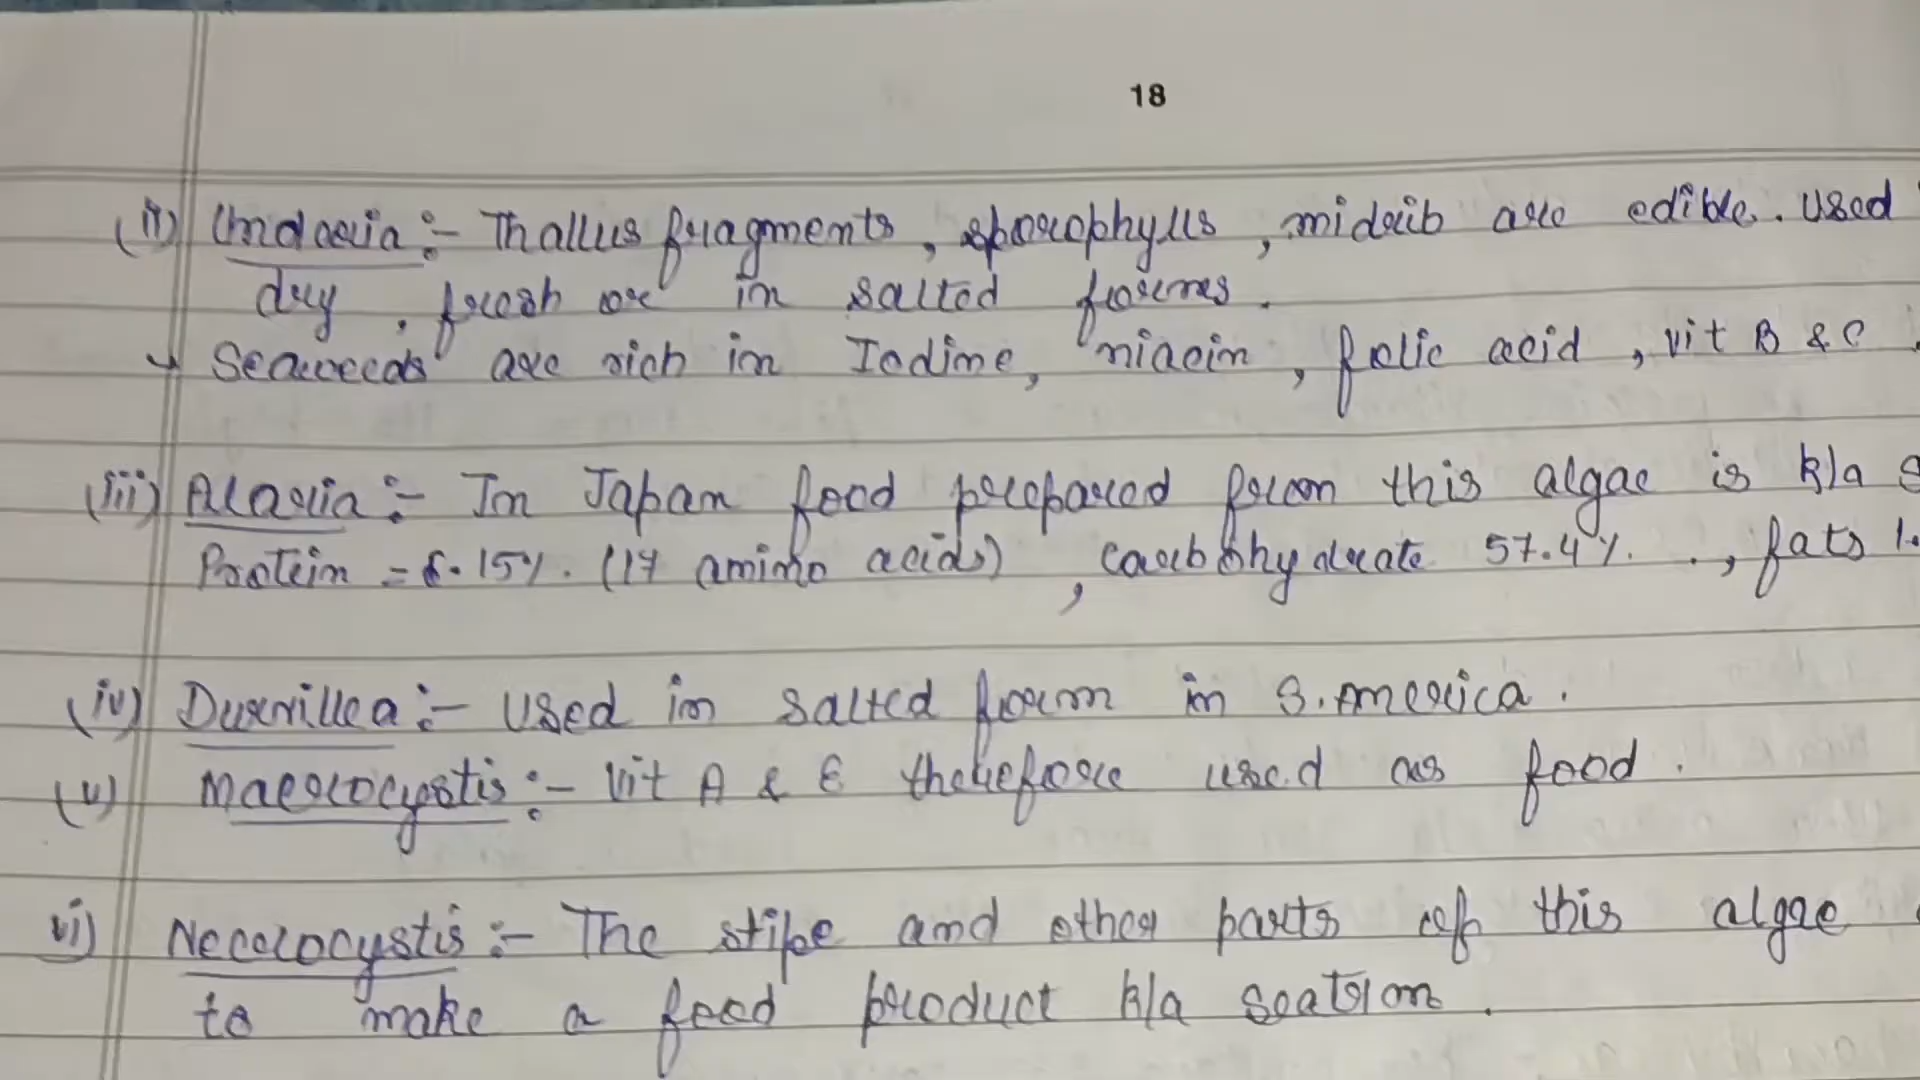 18
(ii) Undaria :- Thallus fragments, sporophylls, midrib are edible. Used
dry, fresh or in salted forms.
→ Seaweeds are rich in Iodine, niacin, folic acid, vit B & C
(iii) Alaria :- In Japan food prepared from this algae is k/a
Protein = 6.15%. (17 amino acids), carbohydrate 57.4%., fats 1.
(iv) Durvillea :- Used in salted form in S. America.
(v) Macrocystis :- Vit A & E therefore used as food.
vi) Necerocystis :- The stipe and other parts of this algae
to make a food product k/a seatron.